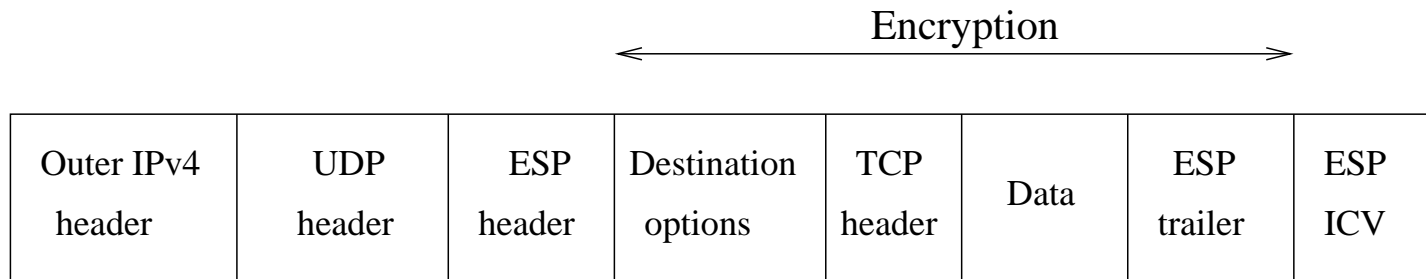 Encryption
Outer IPv4
header
UDP
header
ESP
header
Destination
options
TCP
header
Data
ESP
trailer
ESP
ICV